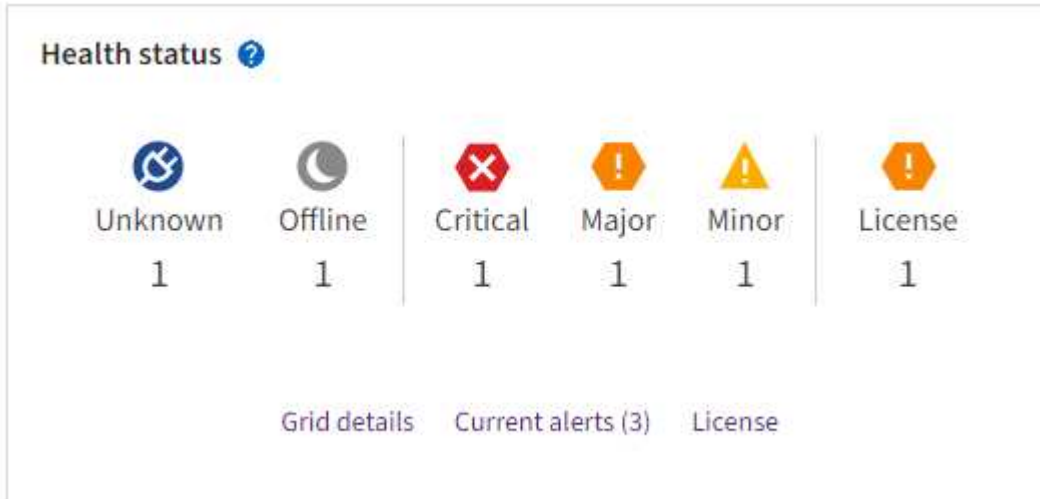 Health status ?
Unknown Offline Critical Major Minor License
1 1 1 1 1 1
Grid details Current alerts (3) License